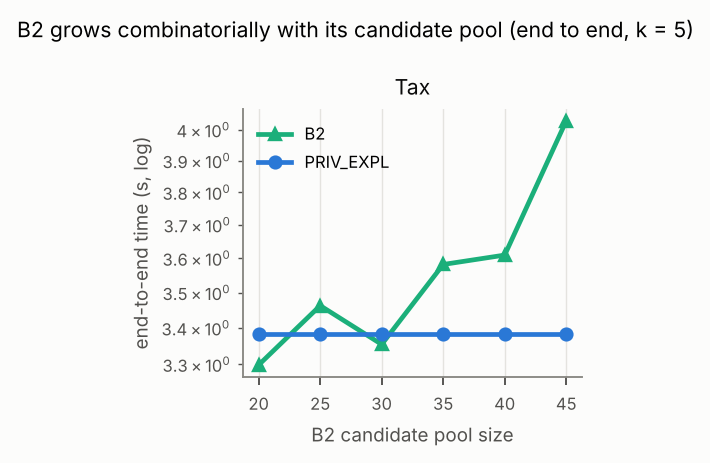 B2 grows combinatorially with its candidate pool (end to end, k = 5)
Tax
B2
PRIV_EXPL
end-to-end time (s, log)
4 × 10⁰
3.9 × 10⁰
3.8 × 10⁰
3.7 × 10⁰
3.6 × 10⁰
3.5 × 10⁰
3.4 × 10⁰
3.3 × 10⁰
20 25 30 35 40 45
B2 candidate pool size